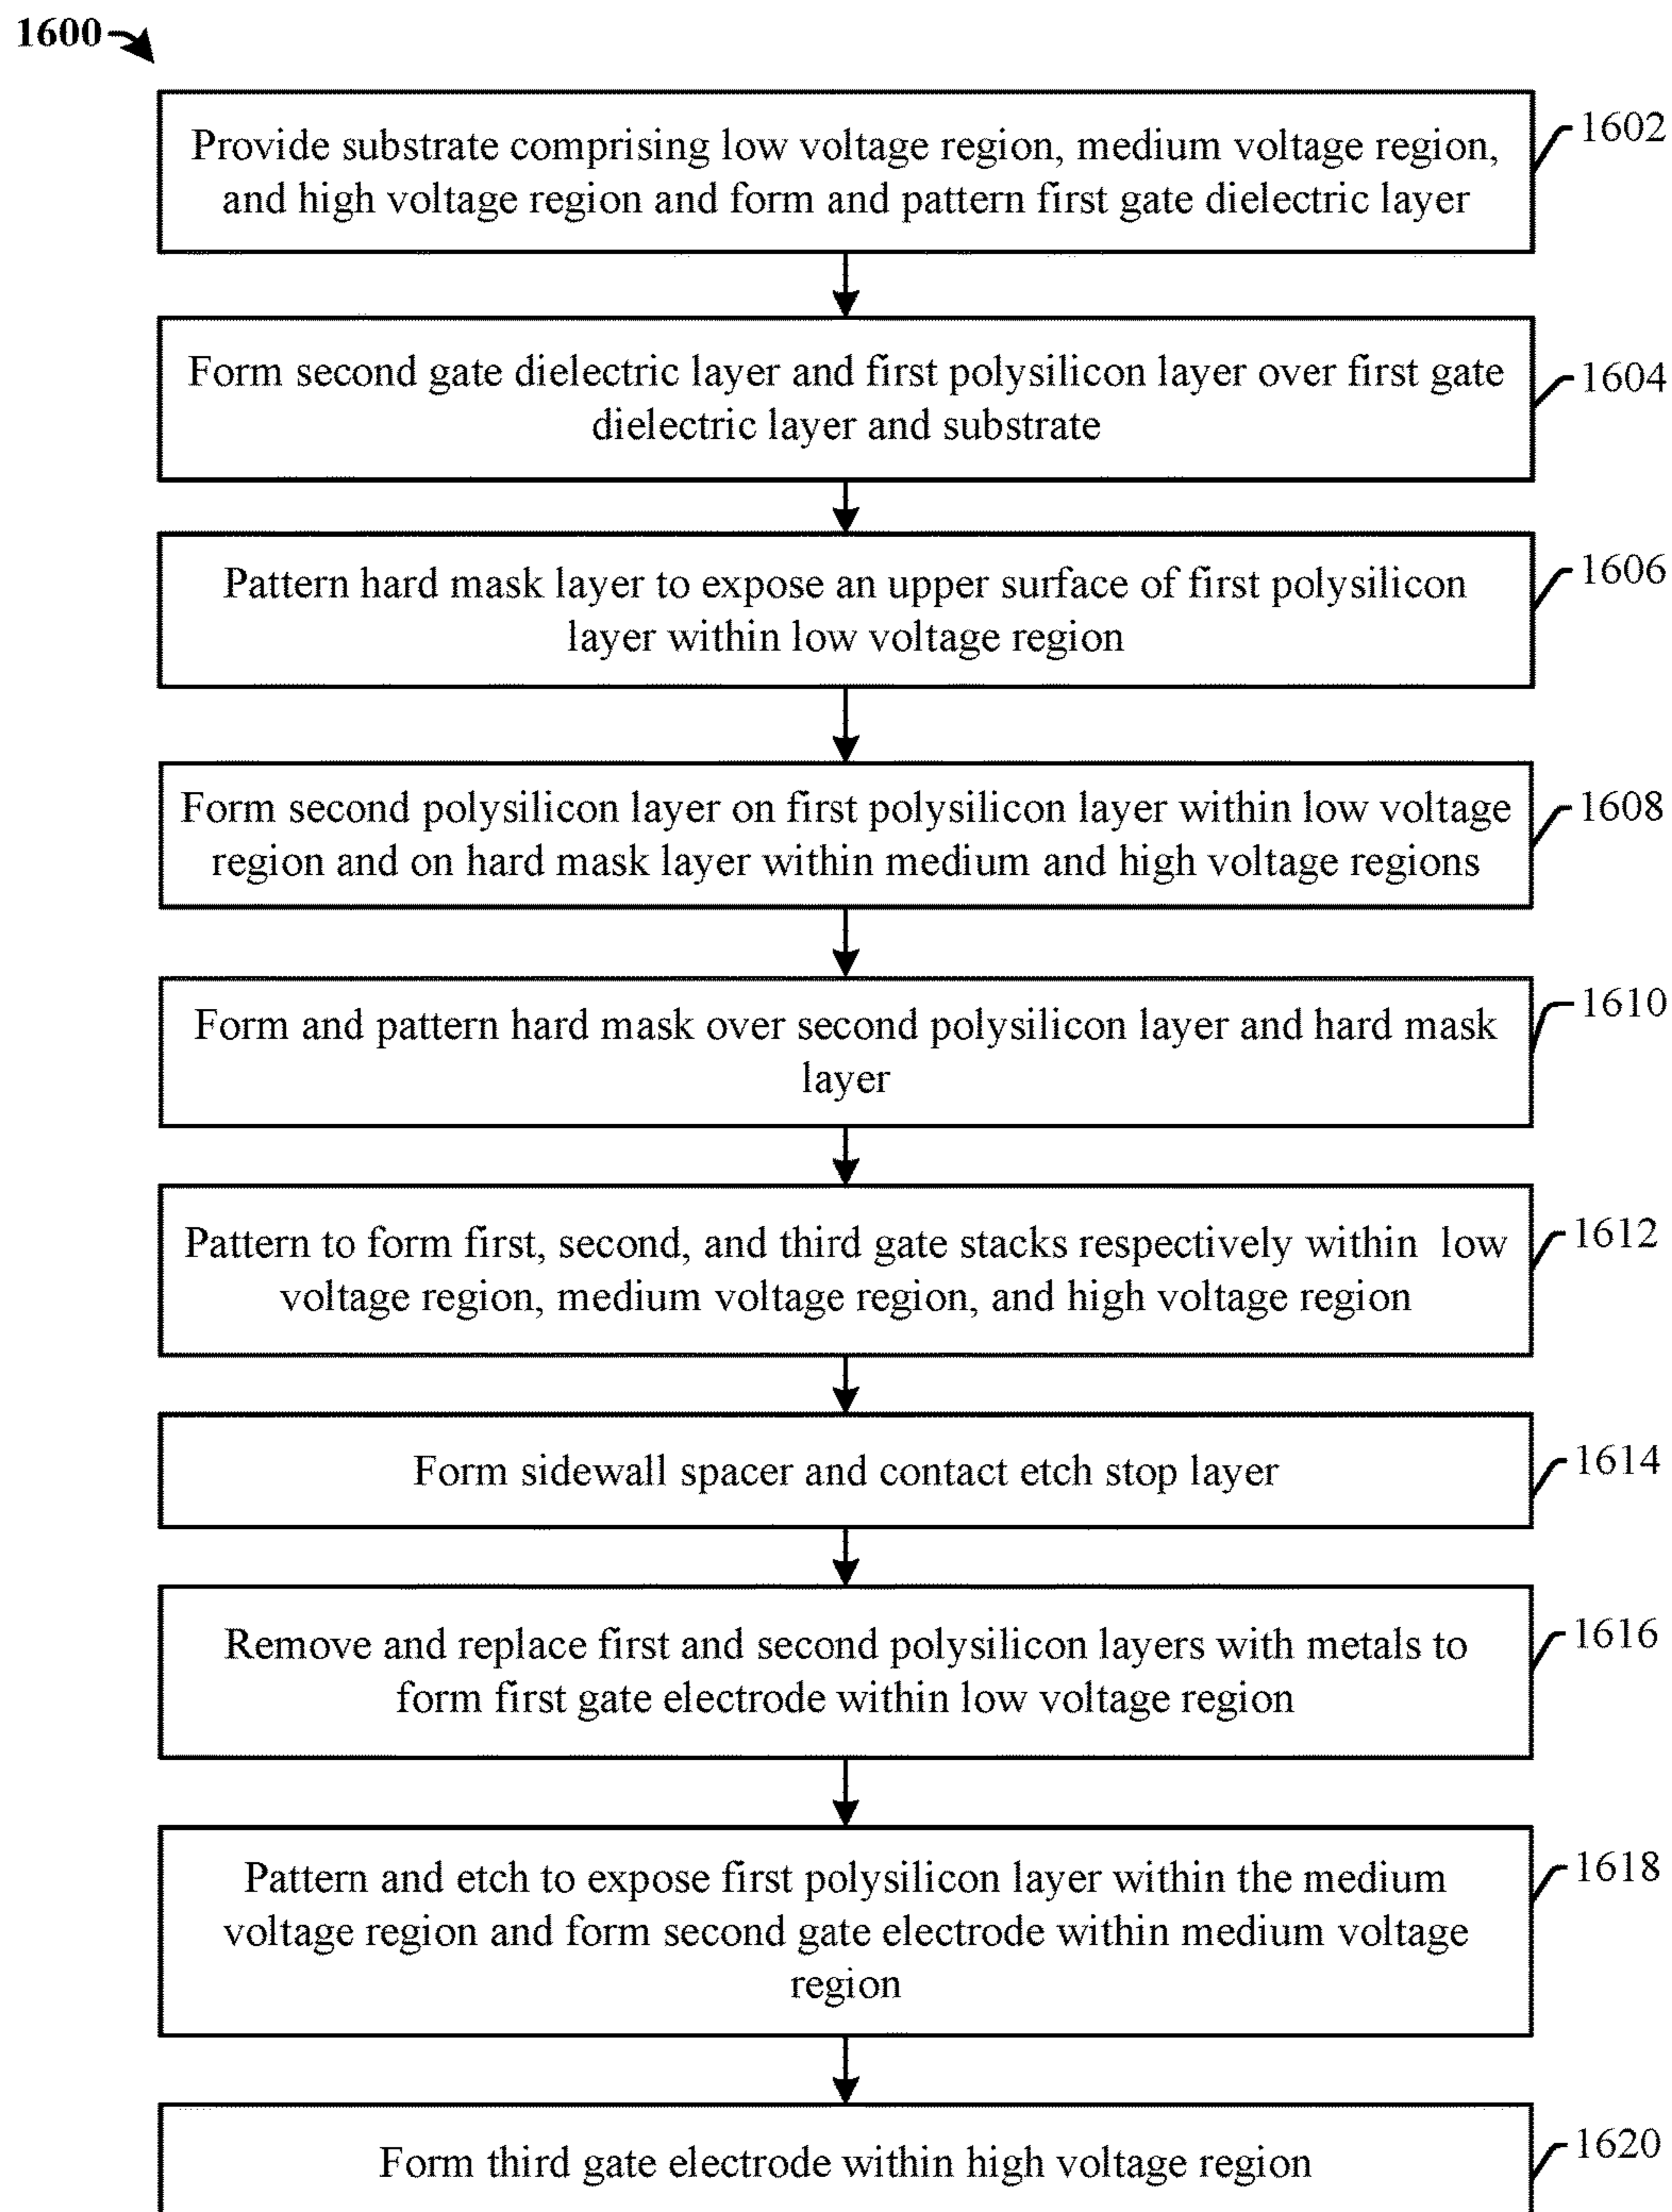 1600
Provide substrate comprising low voltage region, medium voltage region,
and high voltage region and form and pattern first gate dielectric layer
1602
Form second gate dielectric layer and first polysilicon layer over first gate
dielectric layer and substrate
1604
Pattern hard mask layer to expose an upper surface of first polysilicon
layer within low voltage region
1606
Form second polysilicon layer on first polysilicon layer within low voltage
region and on hard mask layer within medium and high voltage regions
1608
Form and pattern hard mask over second polysilicon layer and hard mask
layer
1610
Pattern to form first, second, and third gate stacks respectively within low
voltage region, medium voltage region, and high voltage region
1612
Form sidewall spacer and contact etch stop layer
1614
Remove and replace first and second polysilicon layers with metals to
form first gate electrode within low voltage region
1616
Pattern and etch to expose first polysilicon layer within the medium
voltage region and form second gate electrode within medium voltage
region
1618
Form third gate electrode within high voltage region
1620